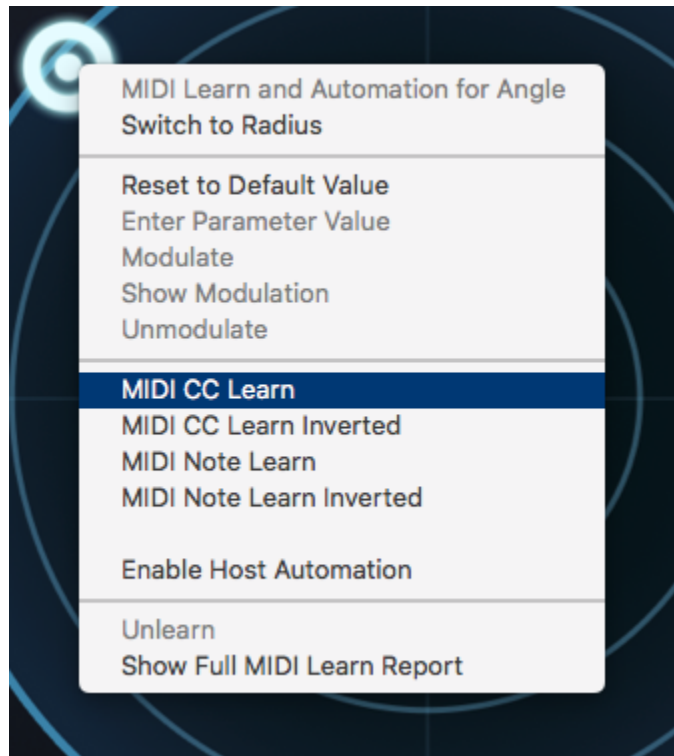 MIDI Learn and Automation for Angle
Switch to Radius
Reset to Default Value
Enter Parameter Value
Modulate
Show Modulation
Unmodulate
MIDI CC Learn
MIDI CC Learn Inverted
MIDI Note Learn
MIDI Note Learn Inverted
Enable Host Automation
Unlearn
Show Full MIDI Learn Report